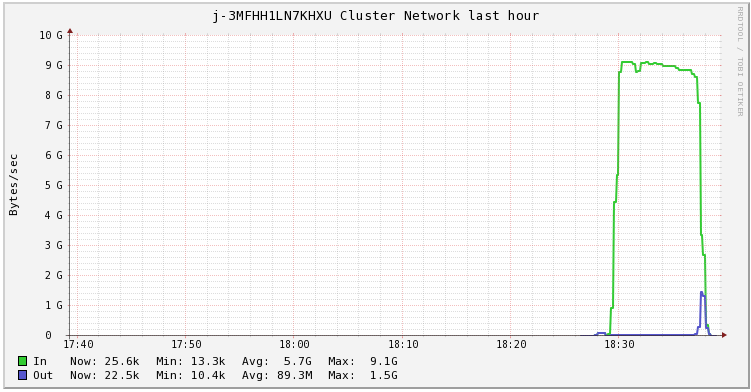 j-3MFHH1LN7KHXU Cluster Network last hour
RRDTOOL / TOBI OETIKER
Bytes/sec
10 G
9 G
8 G
7 G
6 G
5 G
4 G
3 G
2 G
1 G
0
17:40 17:50 18:00 18:10 18:20 18:30
In Now: 25.6k Min: 13.3k Avg: 5.7G Max: 9.1G
Out Now: 22.5k Min: 10.4k Avg: 89.3M Max: 1.5G